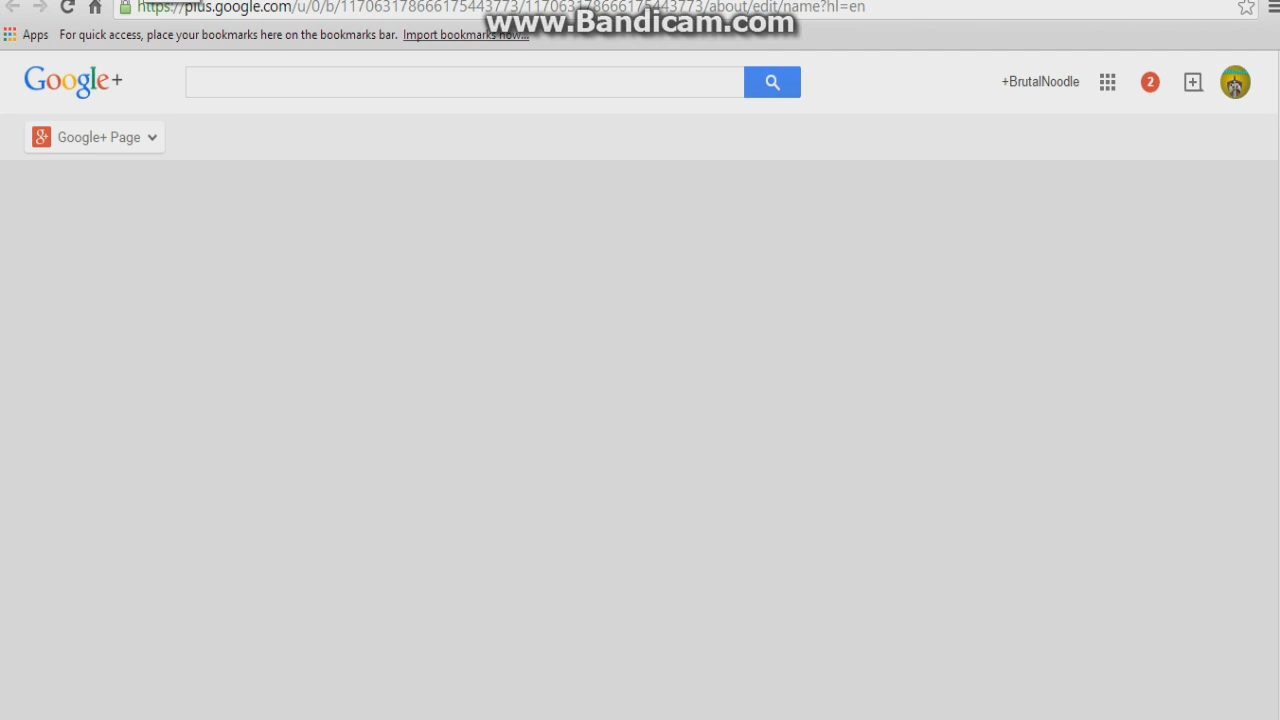 https://plus.google.com/u/0/b/117063178666175443773/117063178666175443773/about/edit/name?hl=en
www.Bandicam.com
Apps For quick access, place your bookmarks here on the bookmarks bar. Import bookmarks now...
Google+
+BrutalNoodle
2
Google+ Page